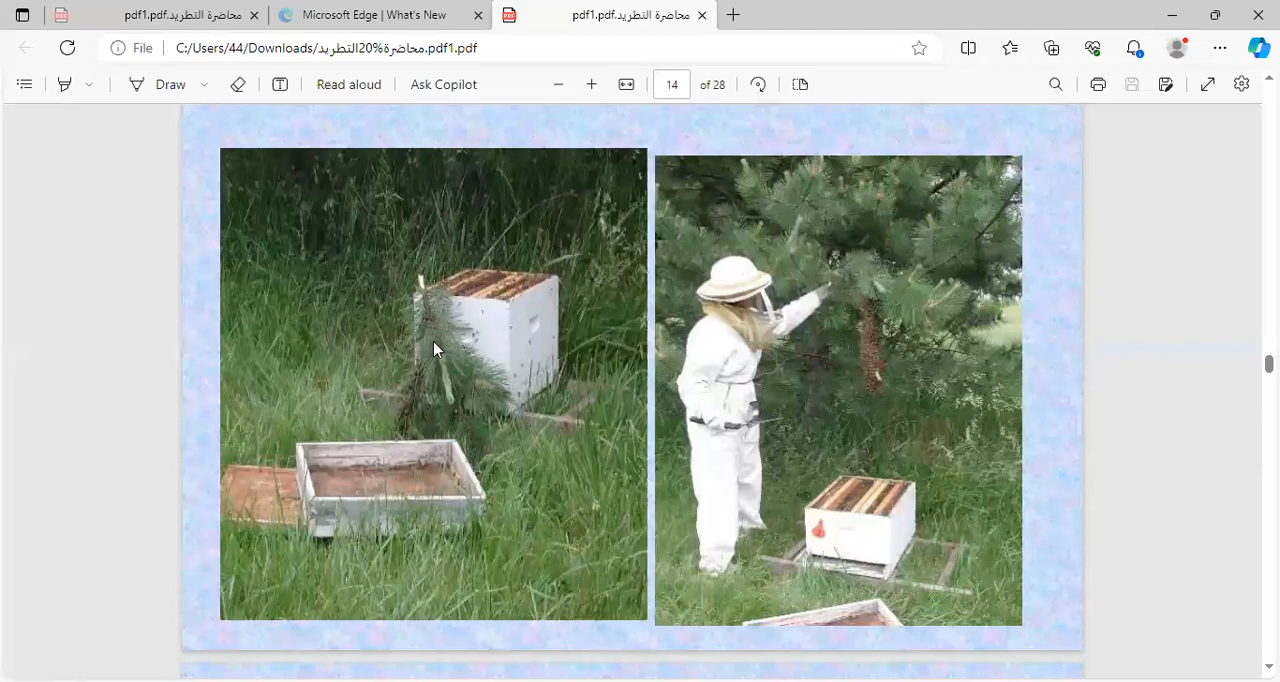 محاضرة التطريد.pdf1.pdf
Microsoft Edge | What's New
محاضرة التطريد.pdf1.pdf
File
C:/Users/44/Downloads/محاضرة%20التطريد.pdf1.pdf
Draw
Read aloud
Ask Copilot
14 of 28